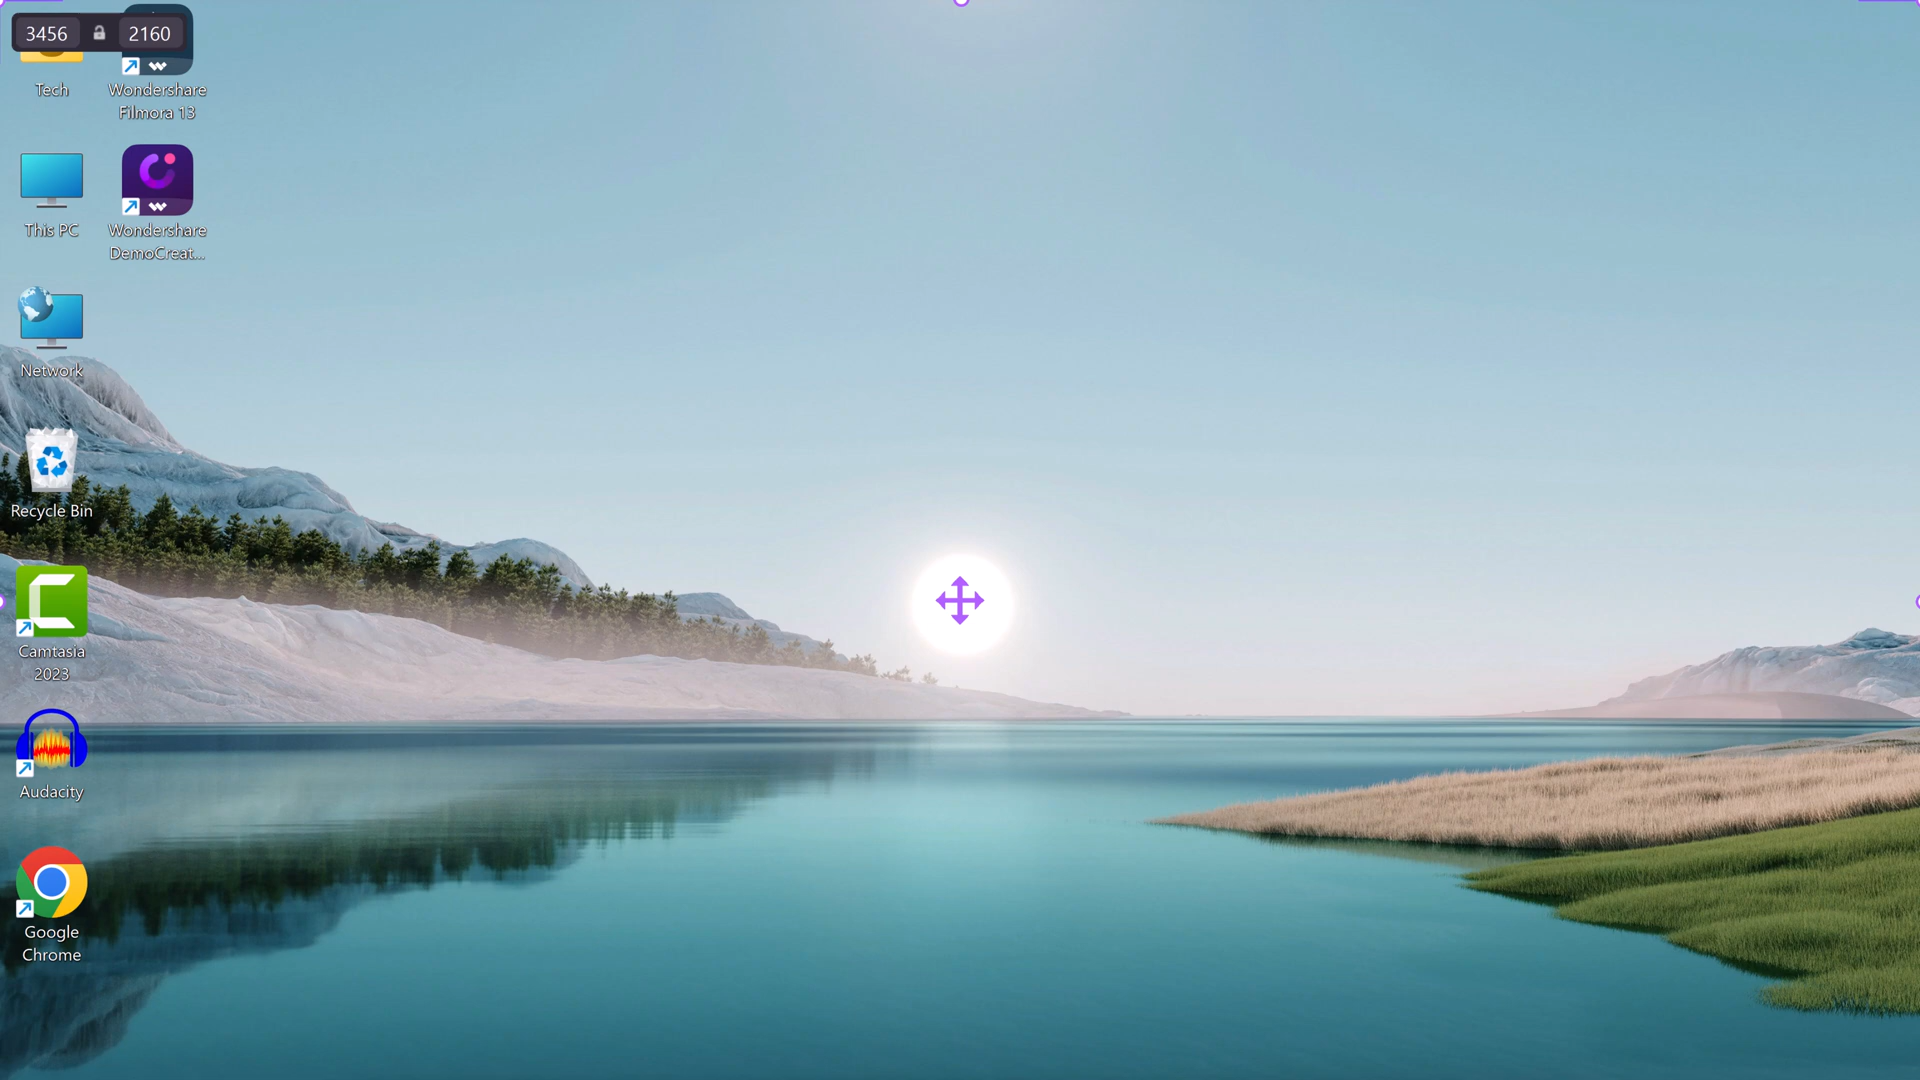 3456 2160
Tech
Wondershare
Filmora 13
This PC
Wondershare
DemoCreat...
Network
Recycle Bin
Camtasia
2023
Audacity
Google
Chrome